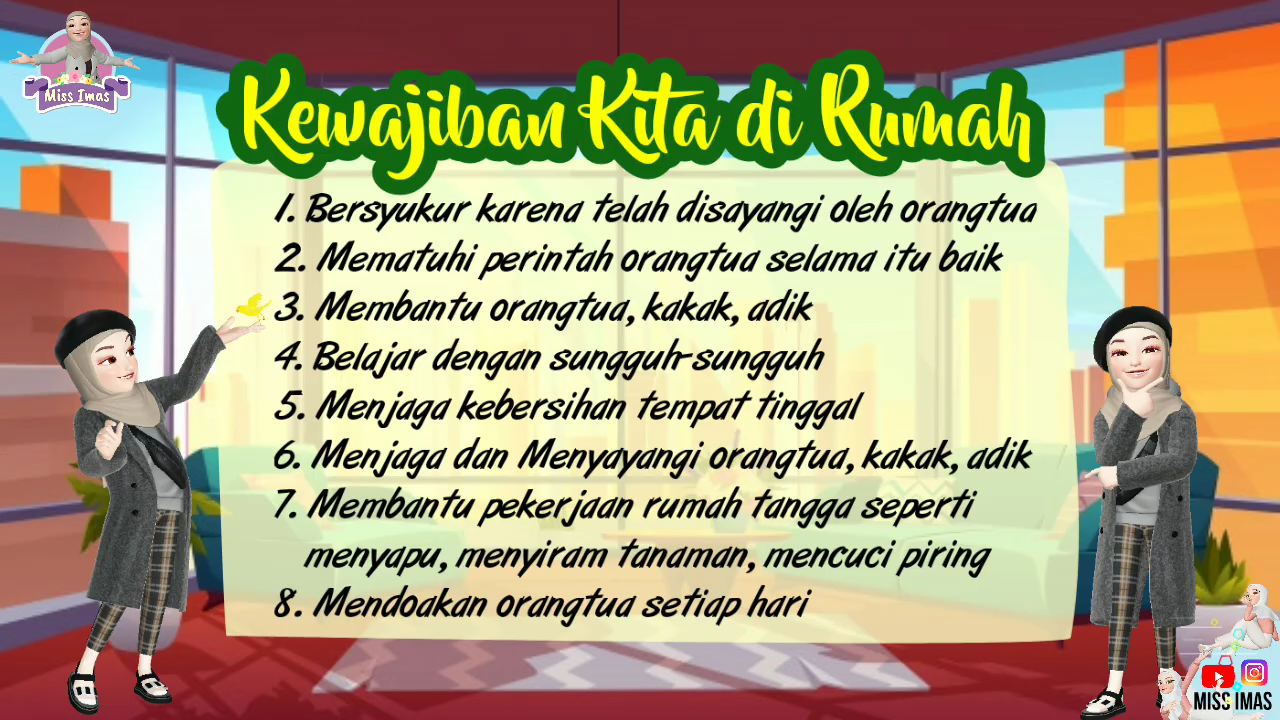 Miss Imas
Kewajiban Kita di Rumah
1. Bersyukur karena telah disayangi oleh orangtua
2. Mematuhi perintah orangtua selama itu baik
3. Membantu orangtua, kakak, adik
4. Belajar dengan sungguh-sungguh
5. Menjaga kebersihan tempat tinggal
6. Menjaga dan Menyayangi orangtua, kakak, adik
7. Membantu pekerjaan rumah tangga seperti
menyapu, menyiram tanaman, mencuci piring
8. Mendoakan orangtua setiap hari
MISS IMAS